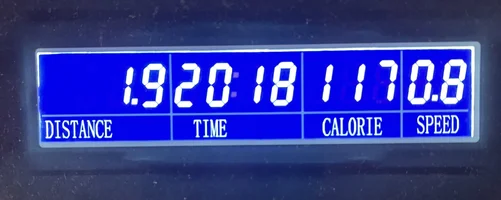 1.9 20:18 117 0.8
DISTANCE TIME CALORIE SPEED